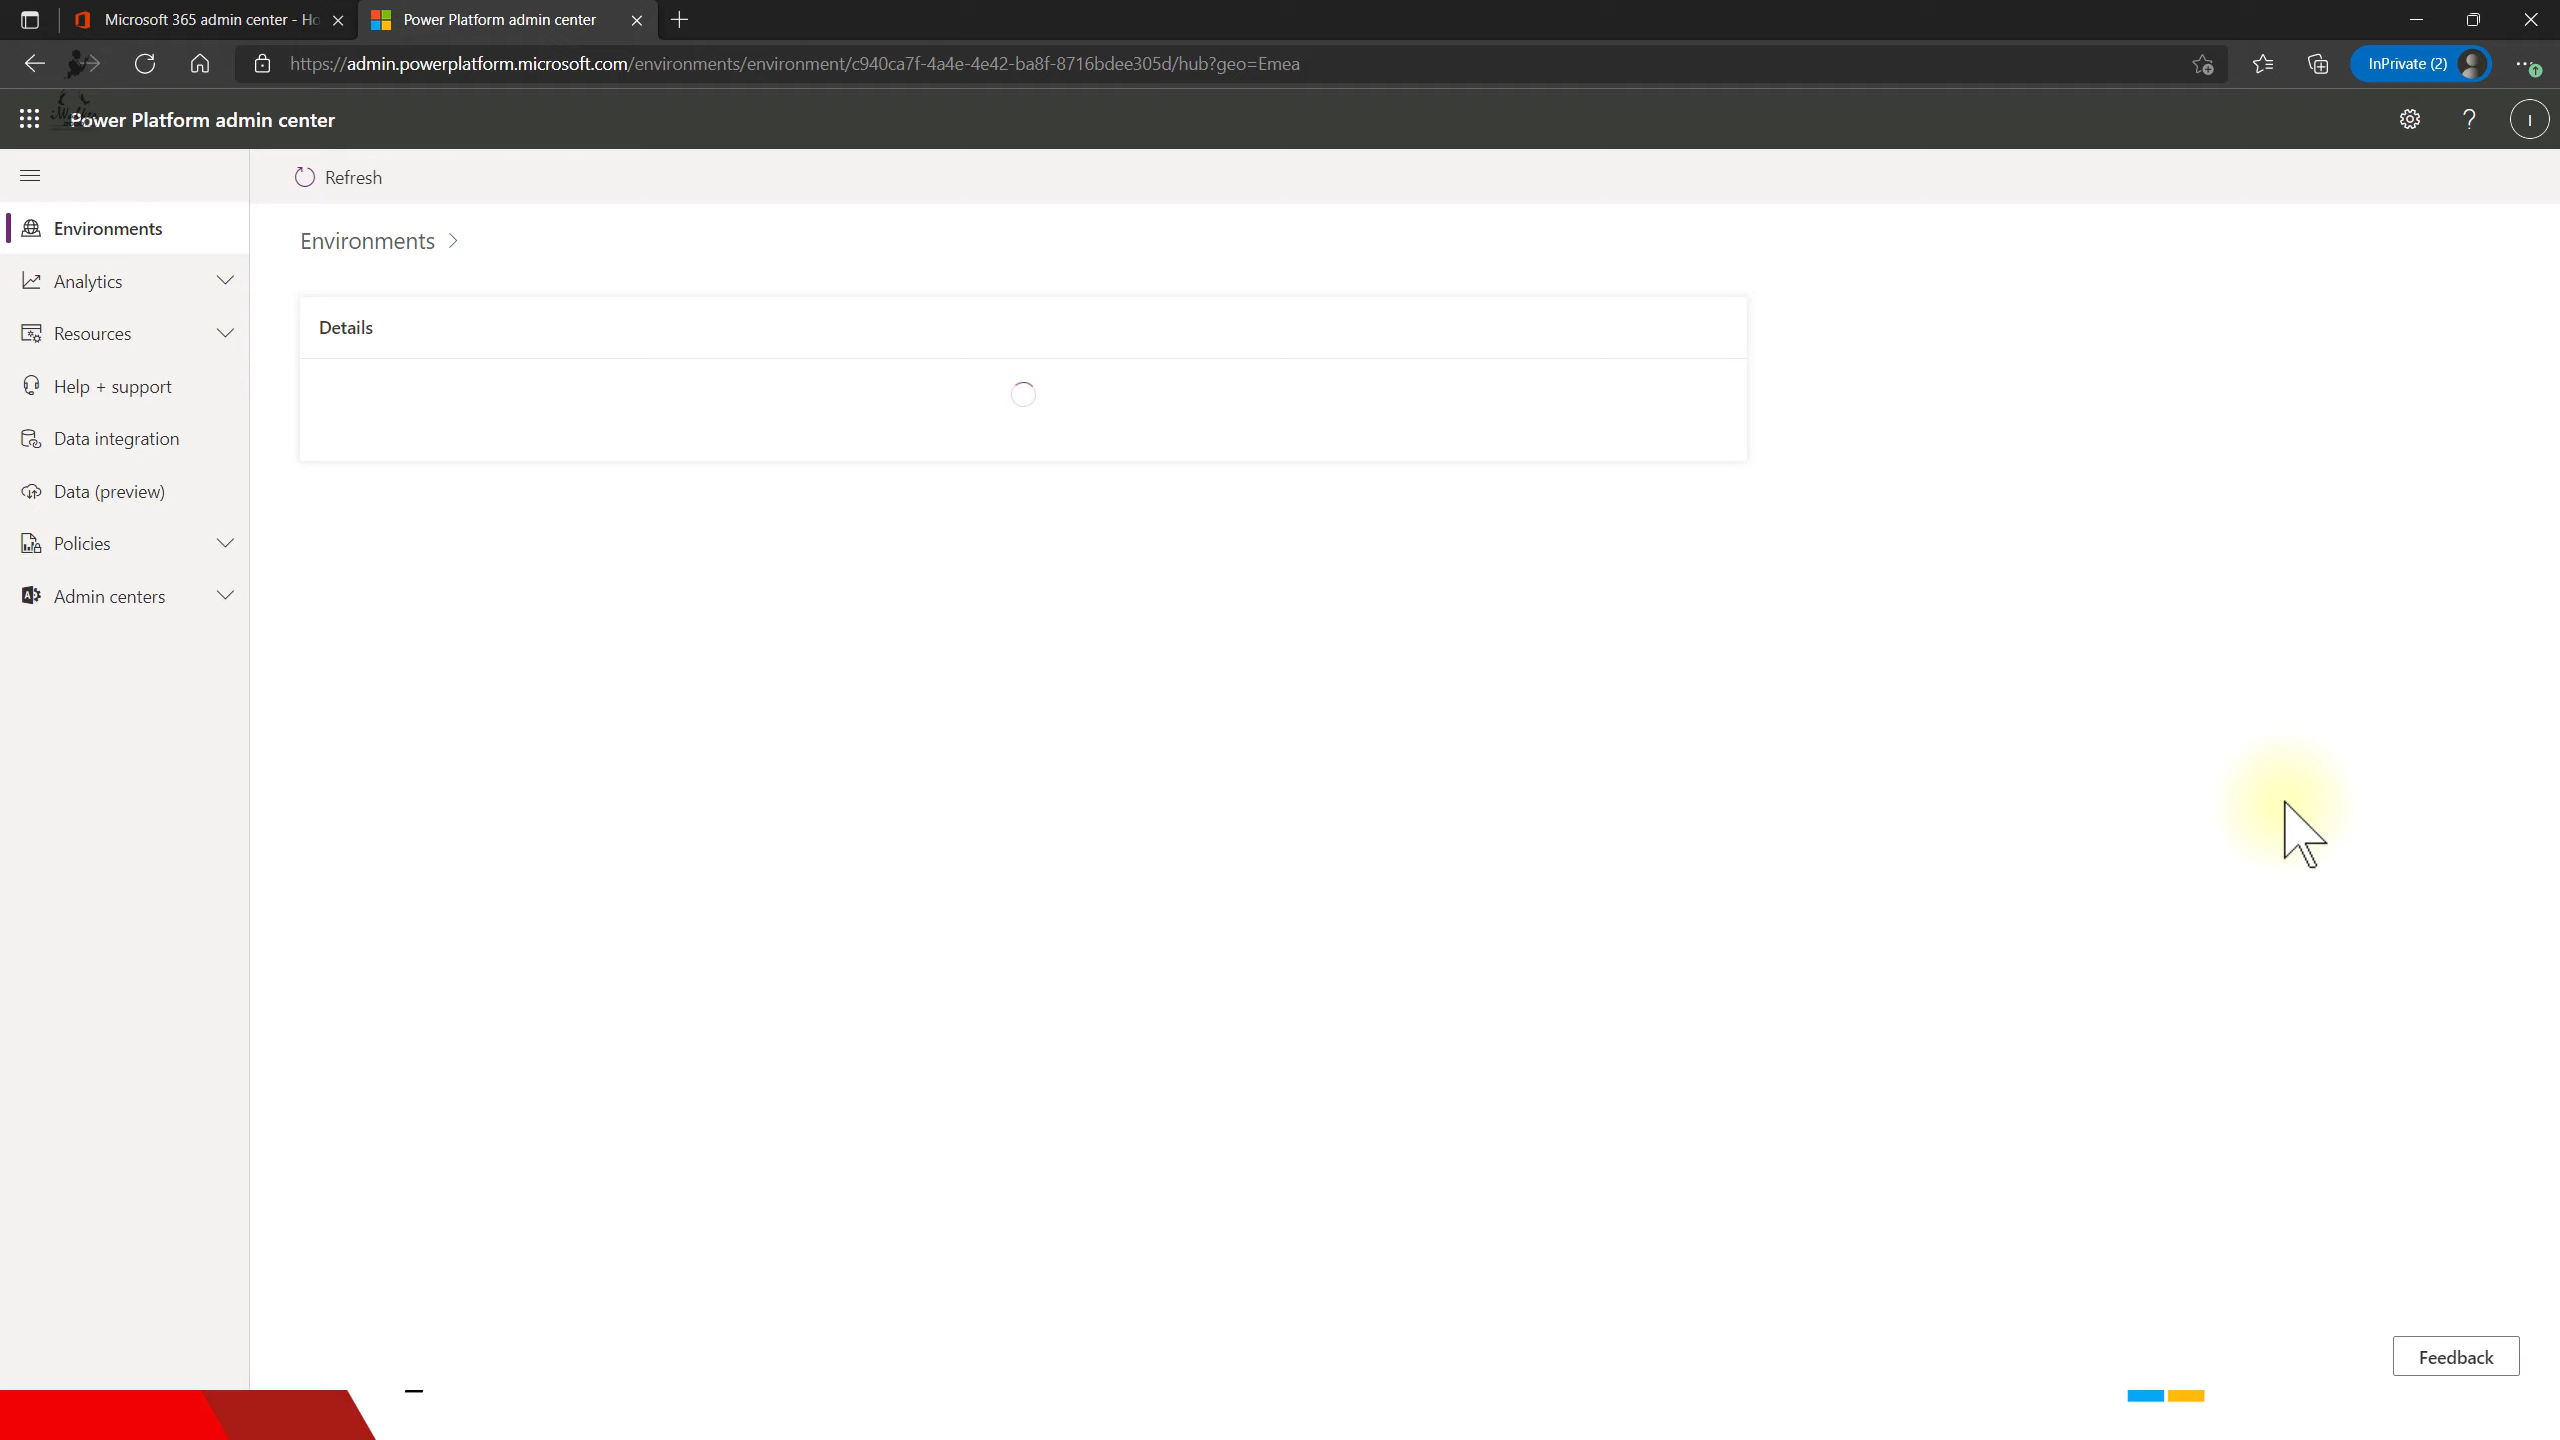 Microsoft 365 admin center - Ho
Power Platform admin center
https://admin.powerplatform.microsoft.com/environments/environment/c940ca7f-4a4e-4e42-ba8f-8716bdee305d/hub?geo=Emea
InPrivate (2)
Power Platform admin center
I
Refresh
Environments
Environments
Analytics
Details
Resources
Help + support
Data integration
Data (preview)
Policies
Admin centers
Feedback